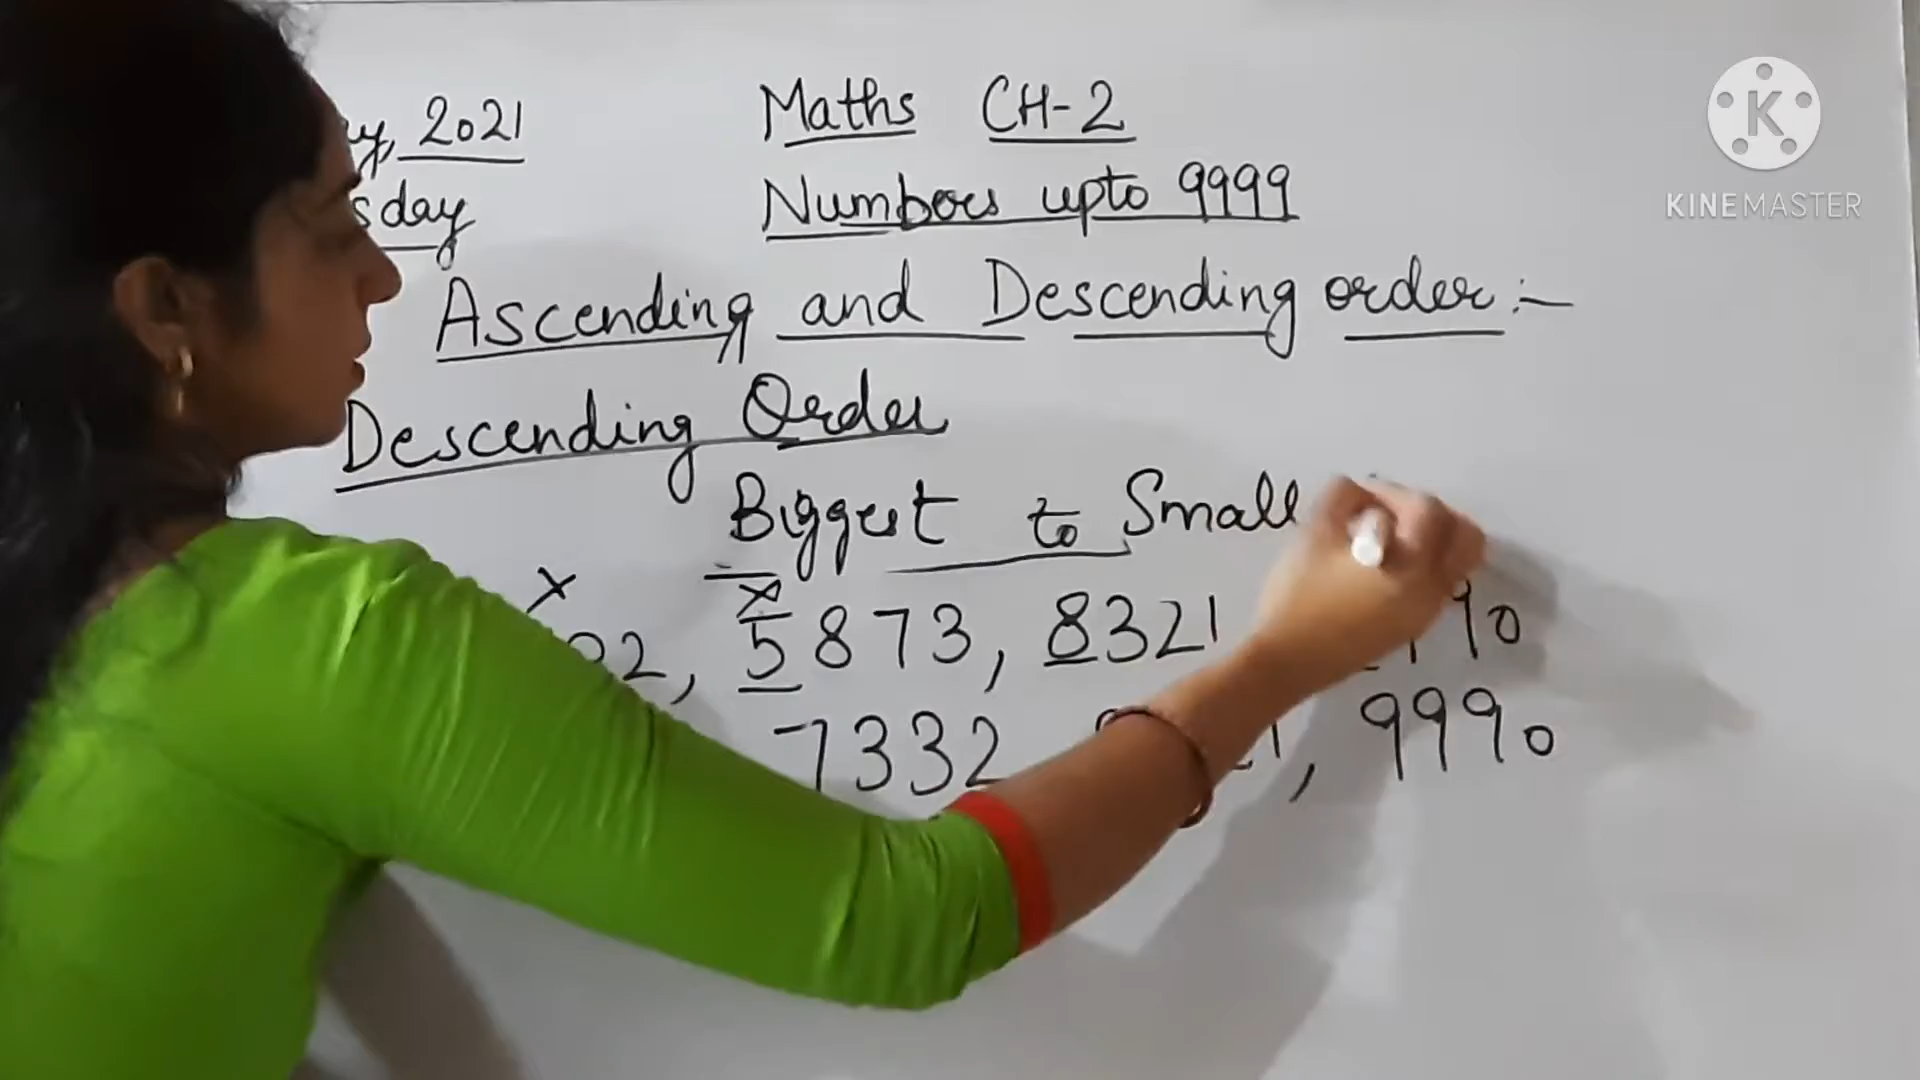 2021 Maths CH-2
day Numbers upto 9999
Ascending and Descending order :-
Descending Order
Biggest to Small
5873, 8321
7332 9990
KINEMASTER